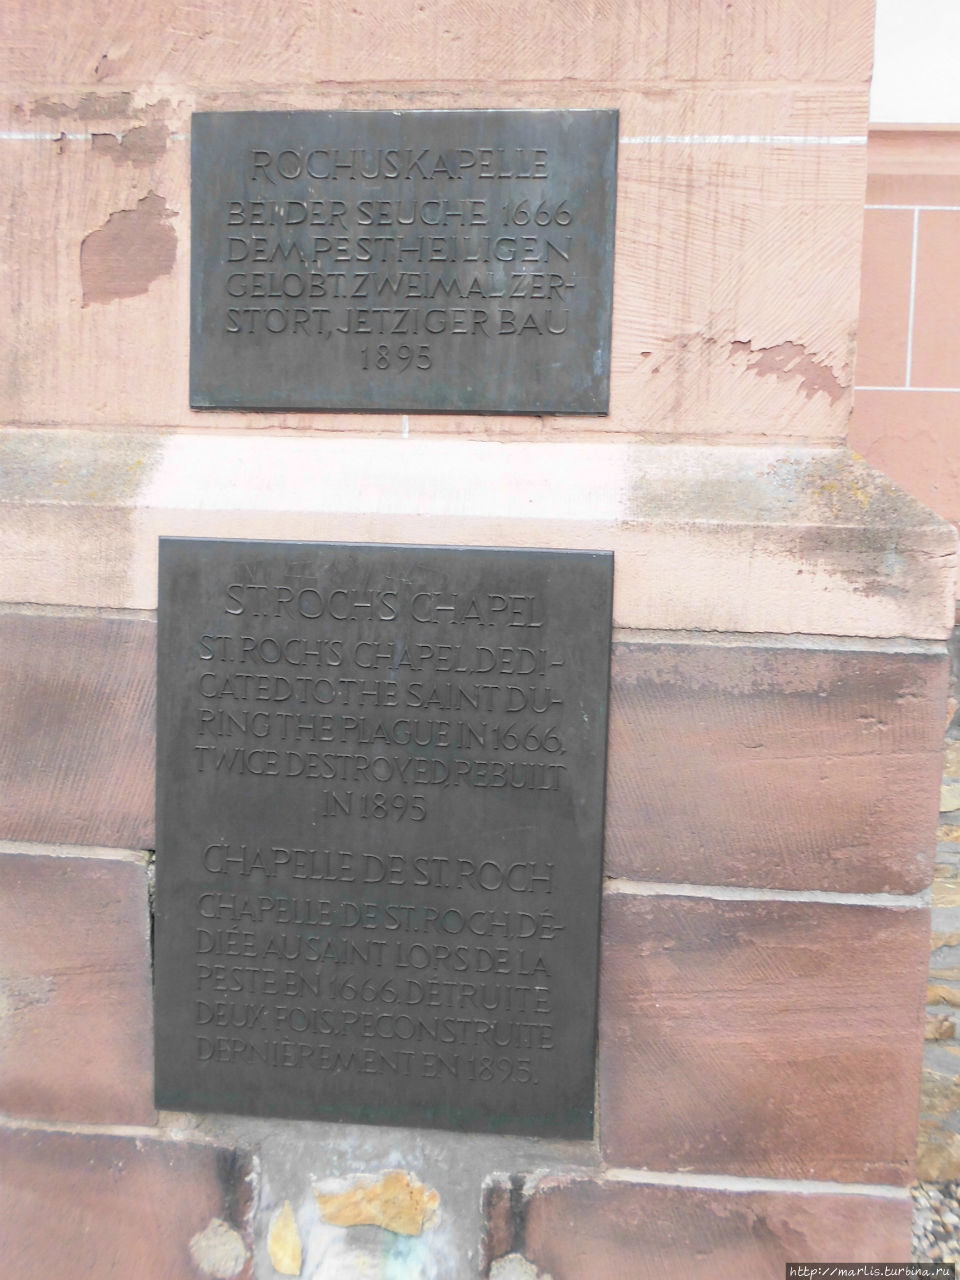 ROCHUSKAPELLE
BEI DER SEUCHE 1666
DEM PESTHEILIGEN
GELOBT. ZWEIMAL ZER-
STORT, JETZIGER BAU
1895
ST. ROCH'S CHAPEL
ST. ROCH'S CHAPEL, DEDI-
CATED TO THE SAINT DU-
RING THE PLAGUE IN 1666,
TWICE DESTROYED, REBUILT
IN 1895
CHAPELLE DE ST. ROCH
CHAPELLE DE ST. ROCH, DÉ-
DIÉE AU SAINT LORS DE LA
PESTE EN 1666, DÉTRUITE
DEUX FOIS, RECONSTRUITE
DERNIÈREMENT EN 1895.
http://marlis.turbina.ru